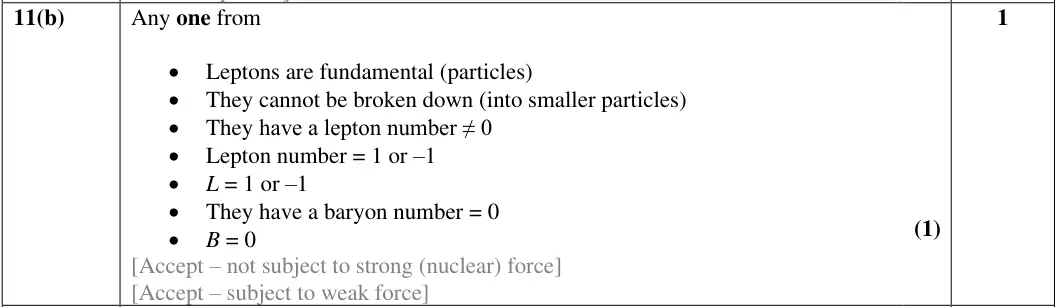 11(b) Any one from 1
• Leptons are fundamental (particles)
• They cannot be broken down (into smaller particles)
• They have a lepton number ≠ 0
• Lepton number = 1 or –1
• L = 1 or –1
• They have a baryon number = 0
• B = 0 (1)
[Accept – not subject to strong (nuclear) force]
[Accept – subject to weak force]